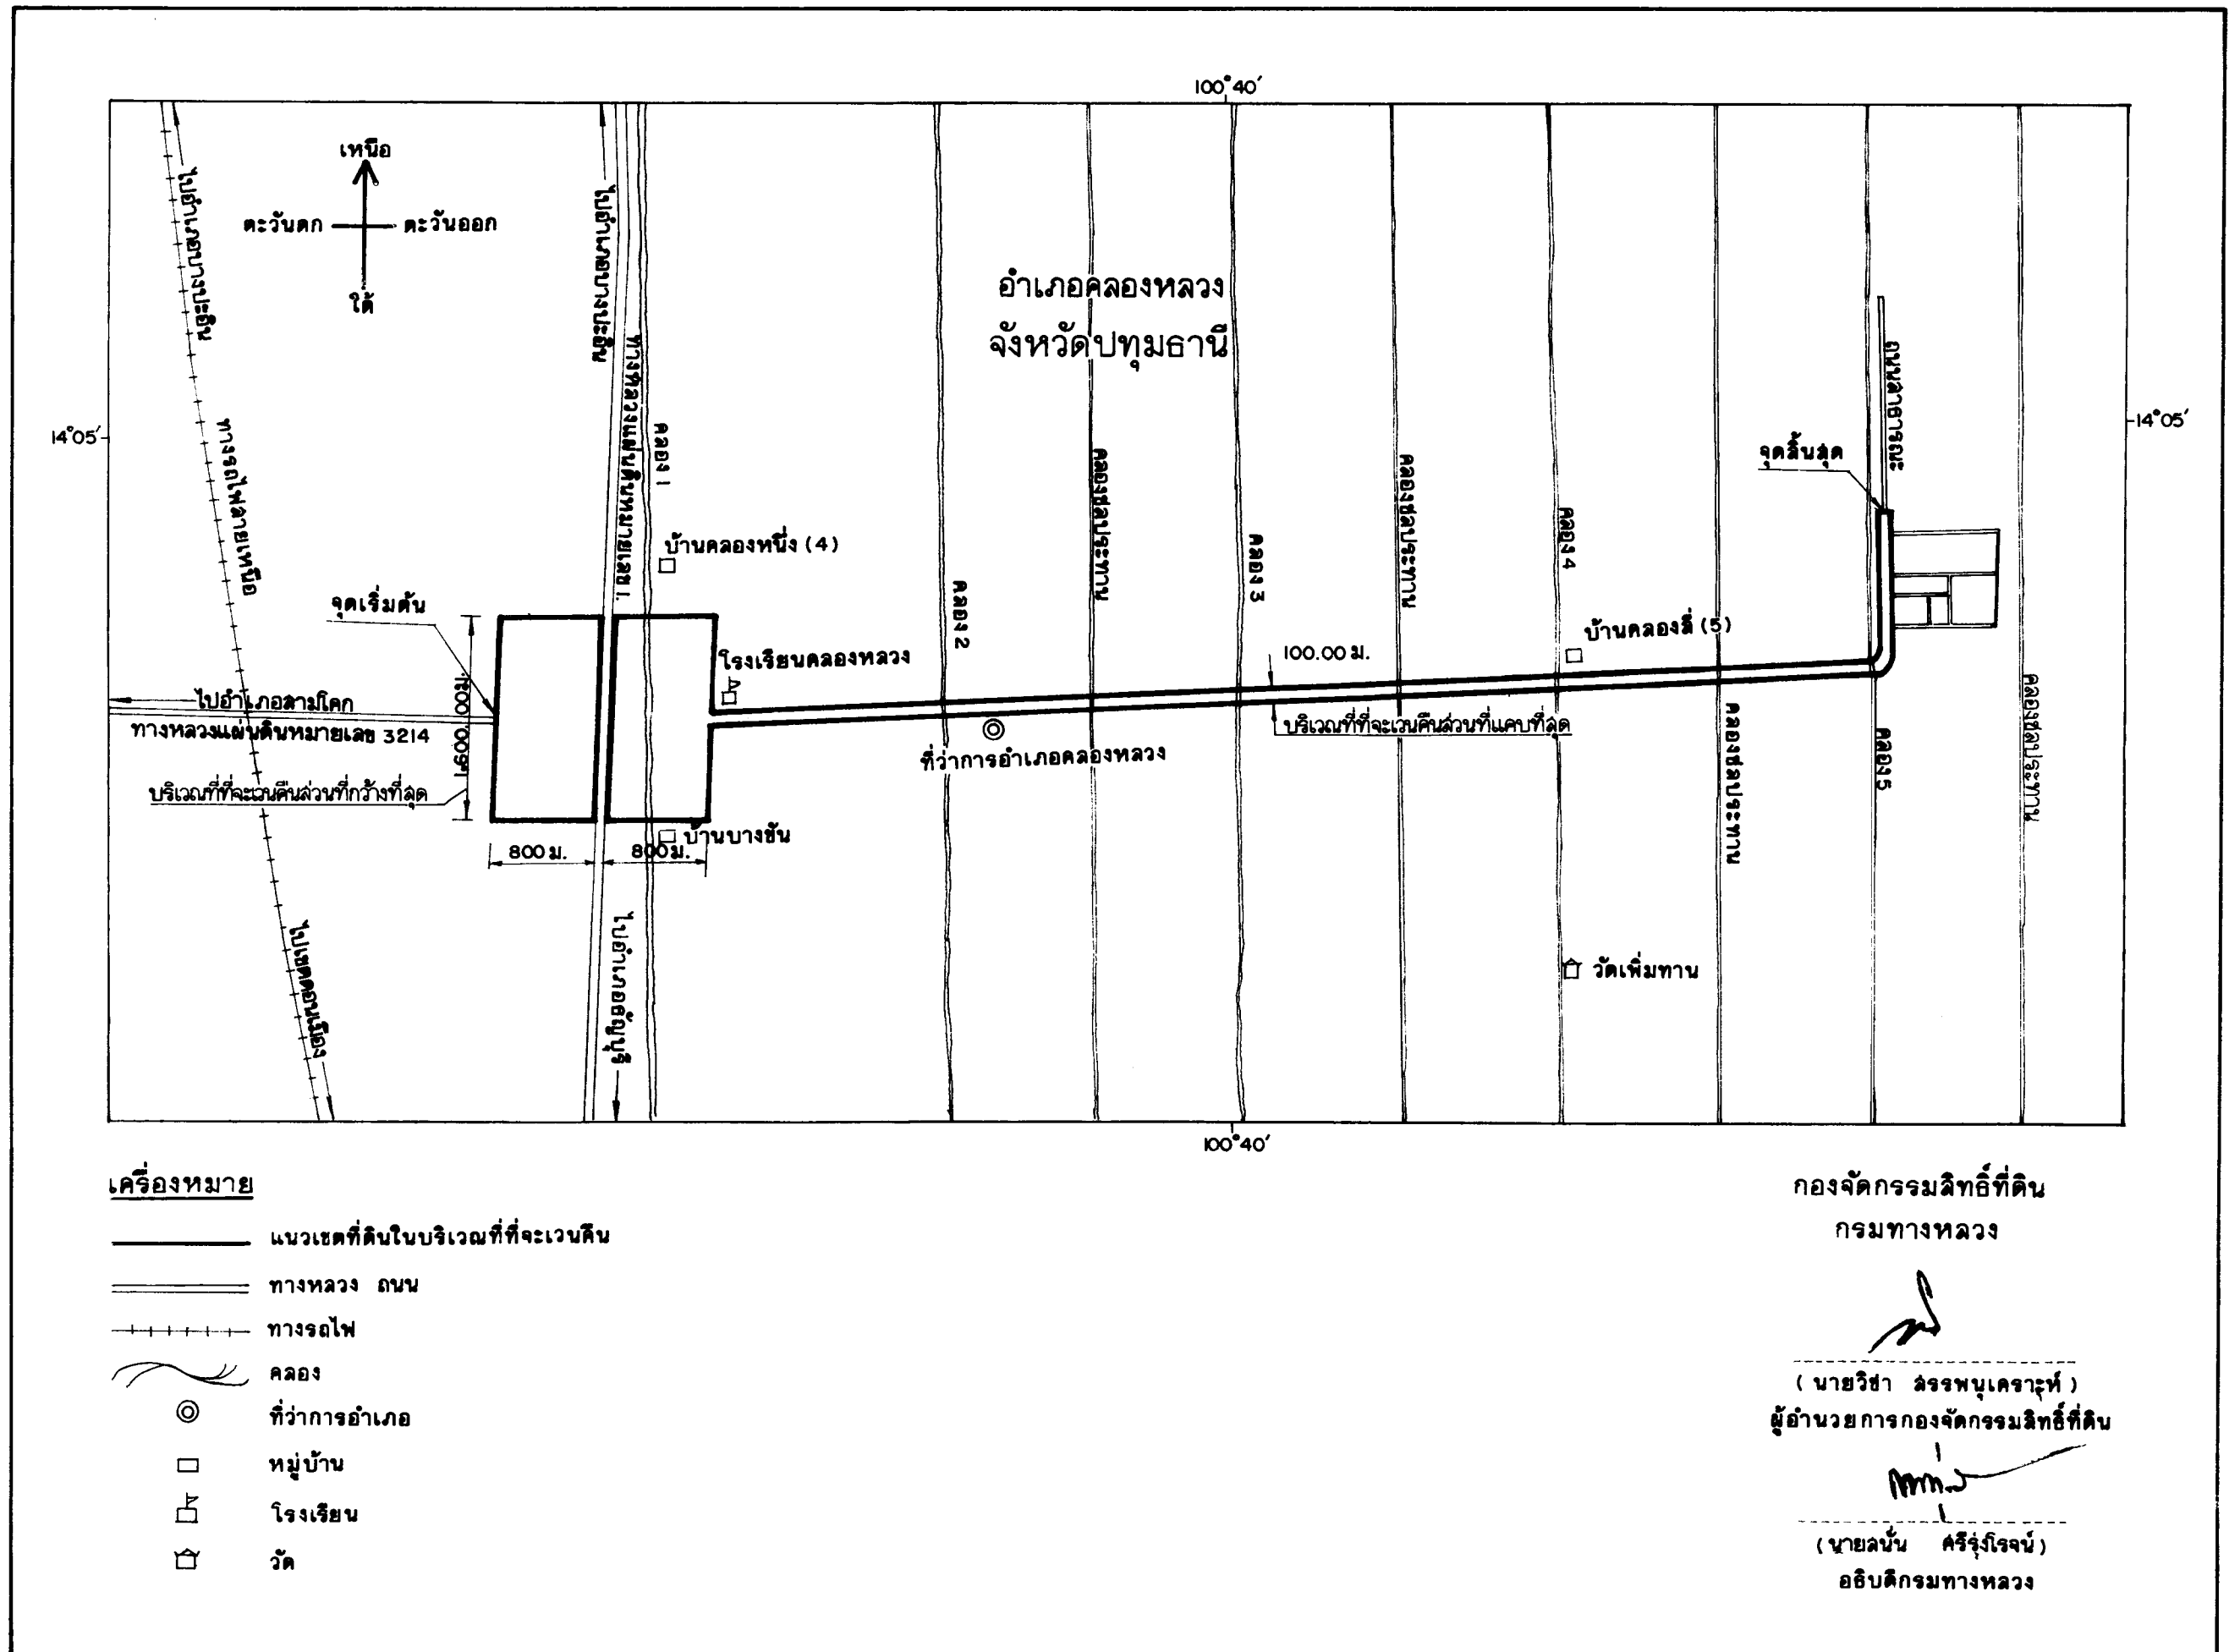 100°40′
เหนือ
ตะวันตก
ตะวันออก
ใต้
อำเภอคลองหลวง
จังหวัดปทุมธานี
ไปอำเภอบางปะอิน
ไปอำเภอบางปะอิน
ทางหลวงแผ่นดินหมายเลข 1.
ทางรถไฟสายเหนือ
คลอง 1
คลอง 2
คลองชลประทาน
คลอง 3
คลองชลประทาน
คลอง 4
คลองชลประทาน
คลอง 5
คลองชลประทาน
ถนนสาธารณะ
14°05′
14°05′
จุดสิ้นสุด
บ้านคลองหนึ่ง (4)
จุดเริ่มต้น
โรงเรียนคลองหลวง
บ้านคลองสี่ (5)
100.00 ม.
1,600.00 ม.
ไปอำเภอสามโคก
ทางหลวงแผ่นดินหมายเลข 3214
บริเวณที่ที่จะเวนคืนส่วนที่แคบที่สุด
ที่ว่าการอำเภอคลองหลวง
บริเวณที่ที่จะเวนคืนส่วนที่กว้างที่สุด
บ้านบางขัน
800 ม.
800 ม.
ไปเขตดอนเมือง
ไปอำเภอธัญบุรี
วัดเพิ่มทาน
100°40′
เครื่องหมาย
แนวเขตที่ดินในบริเวณที่ที่จะเวนคืน
ทางหลวง ถนน
ทางรถไฟ
คลอง
ที่ว่าการอำเภอ
หมู่บ้าน
โรงเรียน
วัด
กองจัดกรรมสิทธิ์ที่ดิน
กรมทางหลวง
(นายวิชา สรรพนุเคราะห์)
ผู้อำนวยการกองจัดกรรมสิทธิ์ที่ดิน
(นายสนั่น ศรีรุ่งโรจน์)
อธิบดีกรมทางหลวง